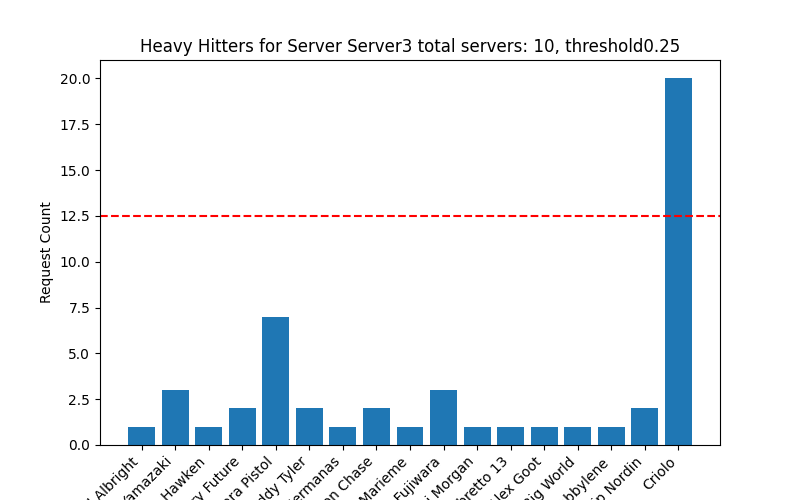 Heavy Hitters for Server Server3 total servers: 10, threshold0.25
Request Count
20.0
17.5
15.0
12.5
10.0
7.5
5.0
2.5
0.0
Albright
Yamazaki
Hawken
Future
Pistol
Tyler
Chase
Marieme
Fujiwara
Morgan
13
Goot
World
Nordin
Criolo